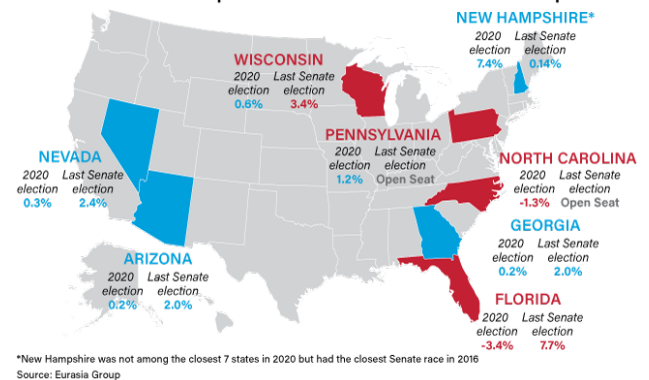 NEW HAMPSHIRE*
2020 election
Last Senate election
7.4%
0.14%
WISCONSIN
2020 election
Last Senate election
0.6%
3.4%
PENNSYLVANIA
2020 election
Last Senate election
1.2%
Open Seat
NEVADA
2020 election
Last Senate election
0.3%
2.4%
NORTH CAROLINA
2020 election
Last Senate election
-1.3%
Open Seat
GEORGIA
2020 election
Last Senate election
0.2%
2.0%
ARIZONA
2020 election
Last Senate election
0.2%
2.0%
FLORIDA
2020 election
Last Senate election
-3.4%
7.7%
*New Hampshire was not among the closest 7 states in 2020 but had the closest Senate race in 2016
Source: Eurasia Group